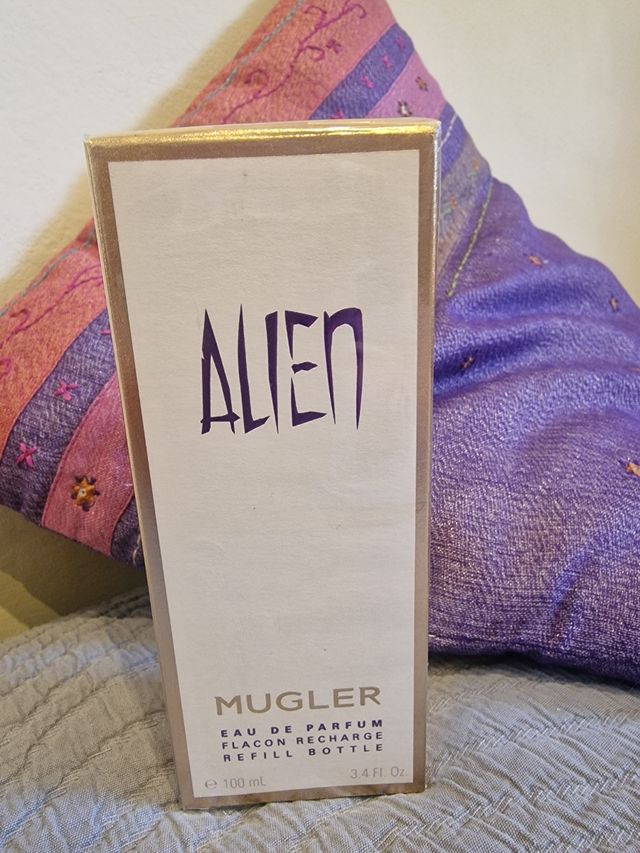 ALIEN
MUGLER
EAU DE PARFUM
FLACON RECHARGE
REFILL BOTTLE
℮ 100 mL 3.4 Fl. Oz.